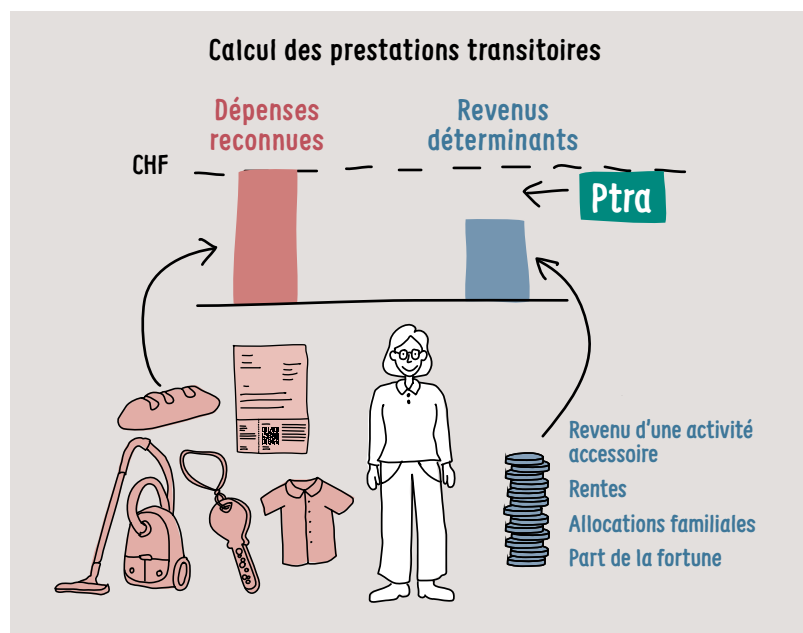 Calcul des prestations transitoires
Dépenses
reconnues
Revenus
déterminants
CHF
Ptra
Revenu d'une activité
accessoire
Rentes
Allocations familiales
Part de la fortune